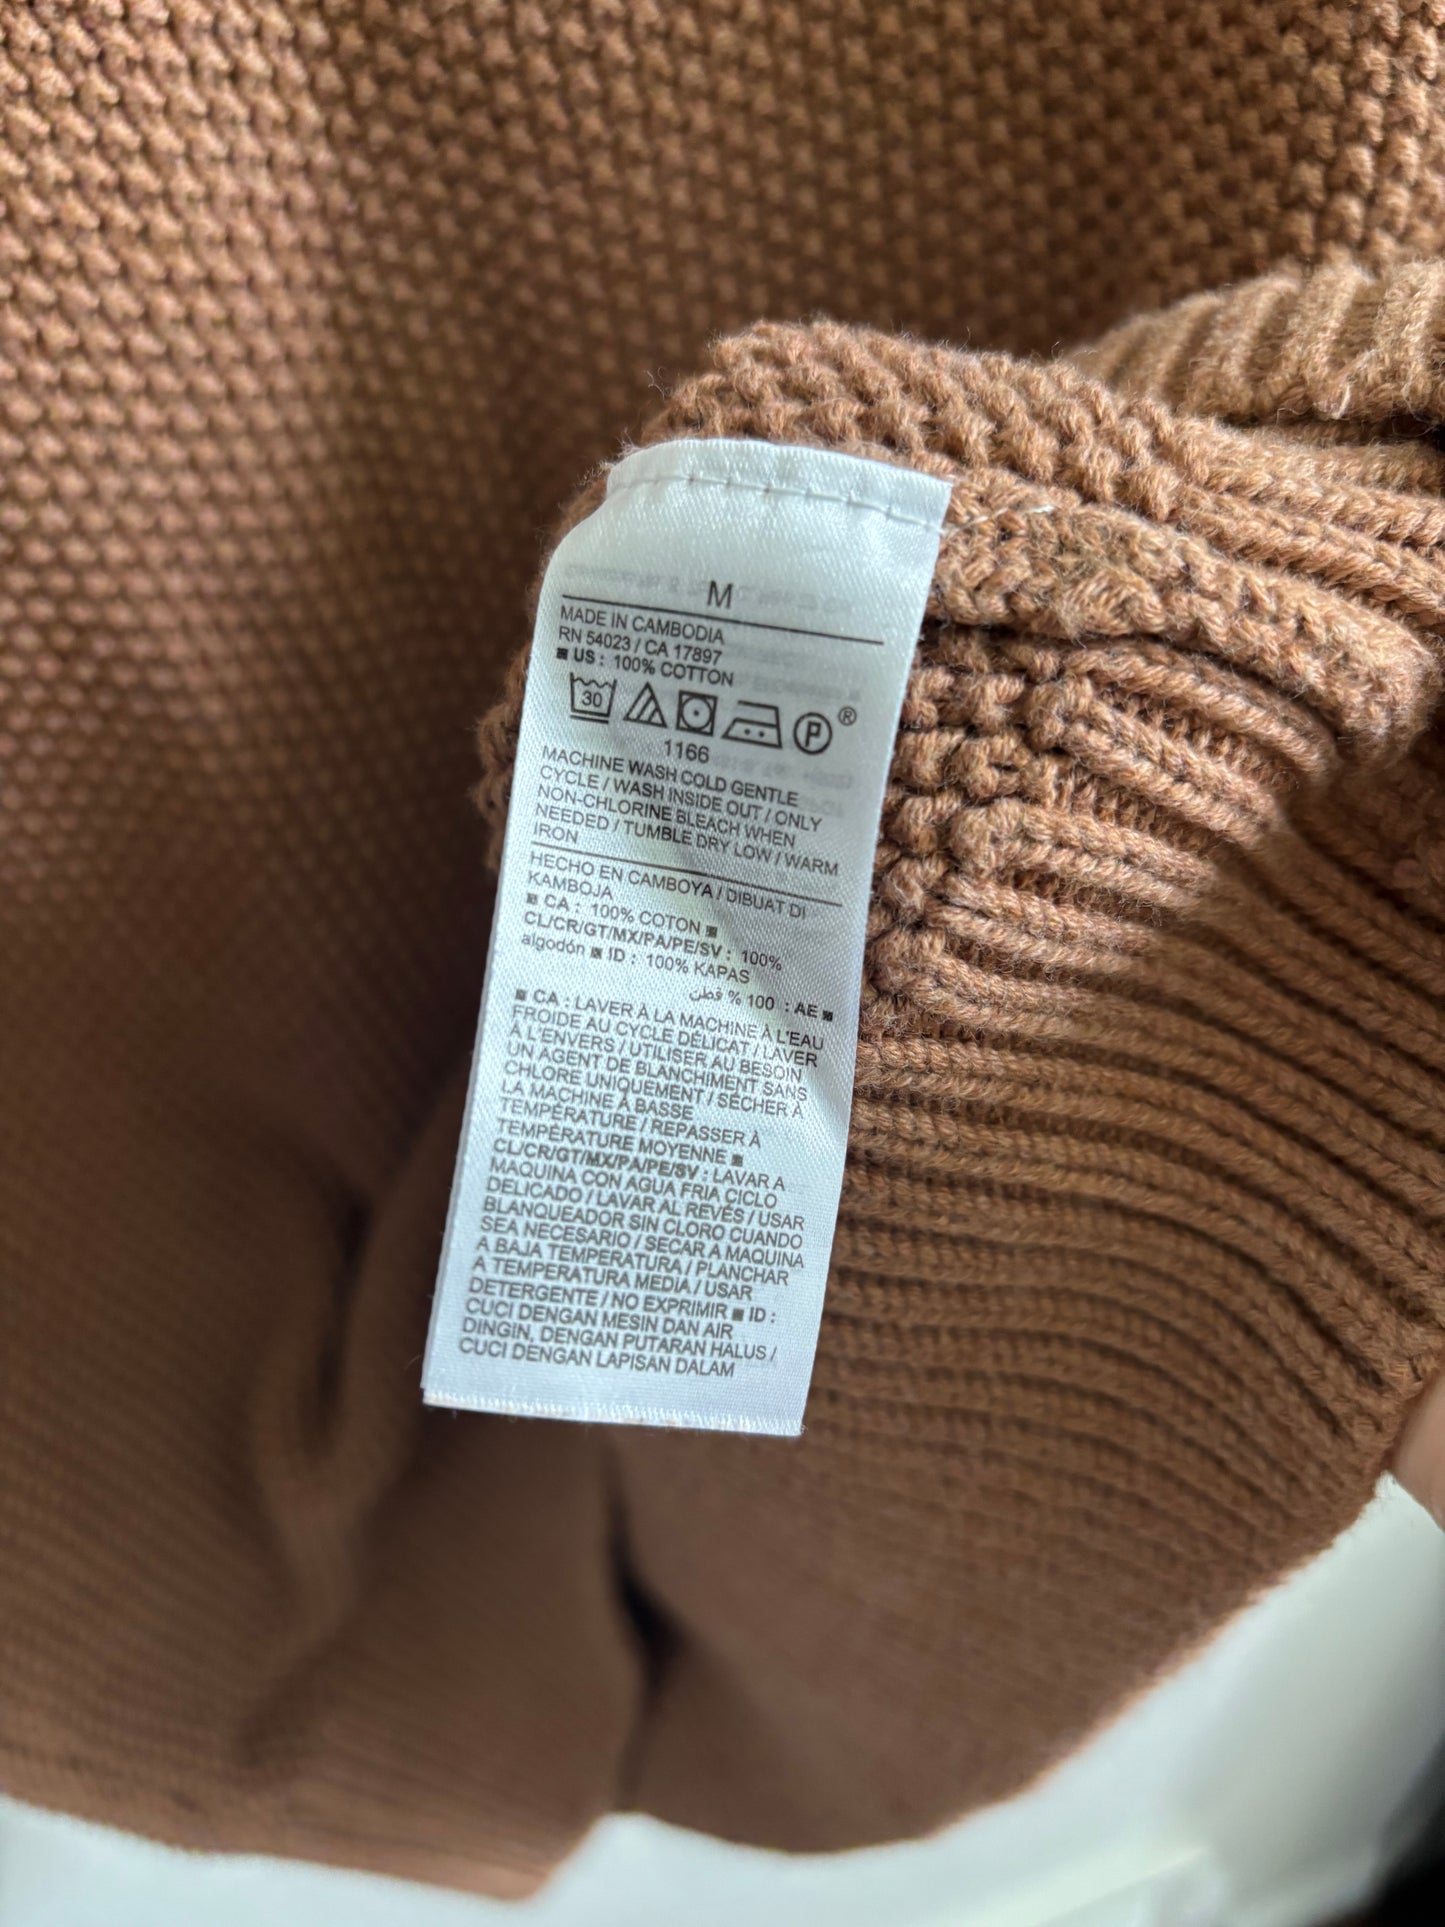 M
MADE IN CAMBODIA
RN 54023 / CA 17897
■ US : 100% COTTON
30 P ®
1166
MACHINE WASH COLD GENTLE
CYCLE / WASH INSIDE OUT / ONLY
NON-CHLORINE BLEACH WHEN
NEEDED / TUMBLE DRY LOW / WARM
IRON
HECHO EN CAMBOYA / DIBUAT DI
KAMBOJA
■ CA : 100% COTON ■
CL/CR/GT/MX/PA/PE/SV : 100%
algodón ■ ID : 100% KAPAS
■ AE : 100 % قطن
■ CA : LAVER À LA MACHINE À L'EAU
FROIDE AU CYCLE DÉLICAT / LAVER
À L'ENVERS / UTILISER AU BESOIN
UN AGENT DE BLANCHIMENT SANS
CHLORE UNIQUEMENT / SÉCHER À
LA MACHINE À BASSE
TEMPÉRATURE / REPASSER À
TEMPÉRATURE MOYENNE ■
CL/CR/GT/MX/PA/PE/SV : LAVAR A
MAQUINA CON AGUA FRIA CICLO
DELICADO / LAVAR AL REVÉS / USAR
BLANQUEADOR SIN CLORO CUANDO
SEA NECESARIO / SECAR A MAQUINA
A BAJA TEMPERATURA / PLANCHAR
A TEMPERATURA MEDIA / USAR
DETERGENTE / NO EXPRIMIR ■ ID :
CUCI DENGAN MESIN DAN AIR
DINGIN, DENGAN PUTARAN HALUS /
CUCI DENGAN LAPISAN DALAM